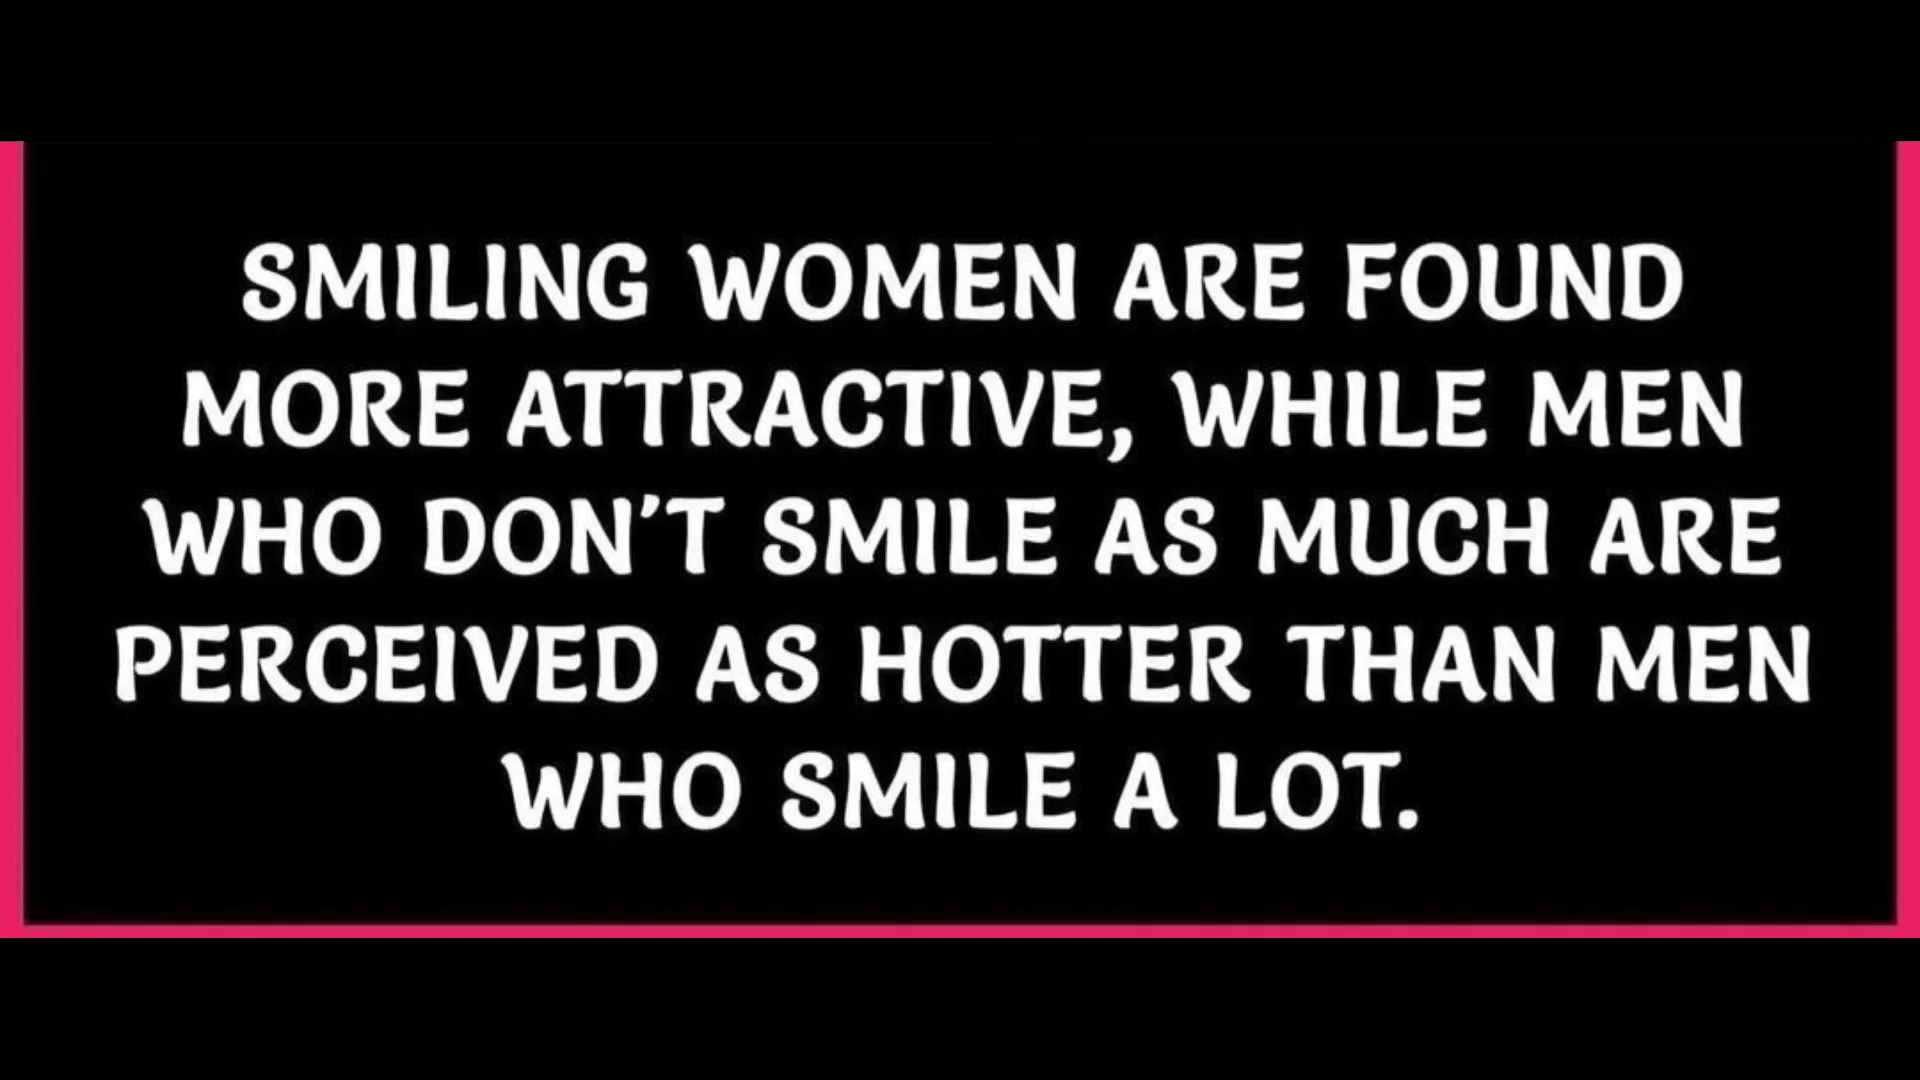 SMILING WOMEN ARE FOUND
MORE ATTRACTIVE, WHILE MEN
WHO DON'T SMILE AS MUCH ARE
PERCEIVED AS HOTTER THAN MEN
WHO SMILE A LOT.